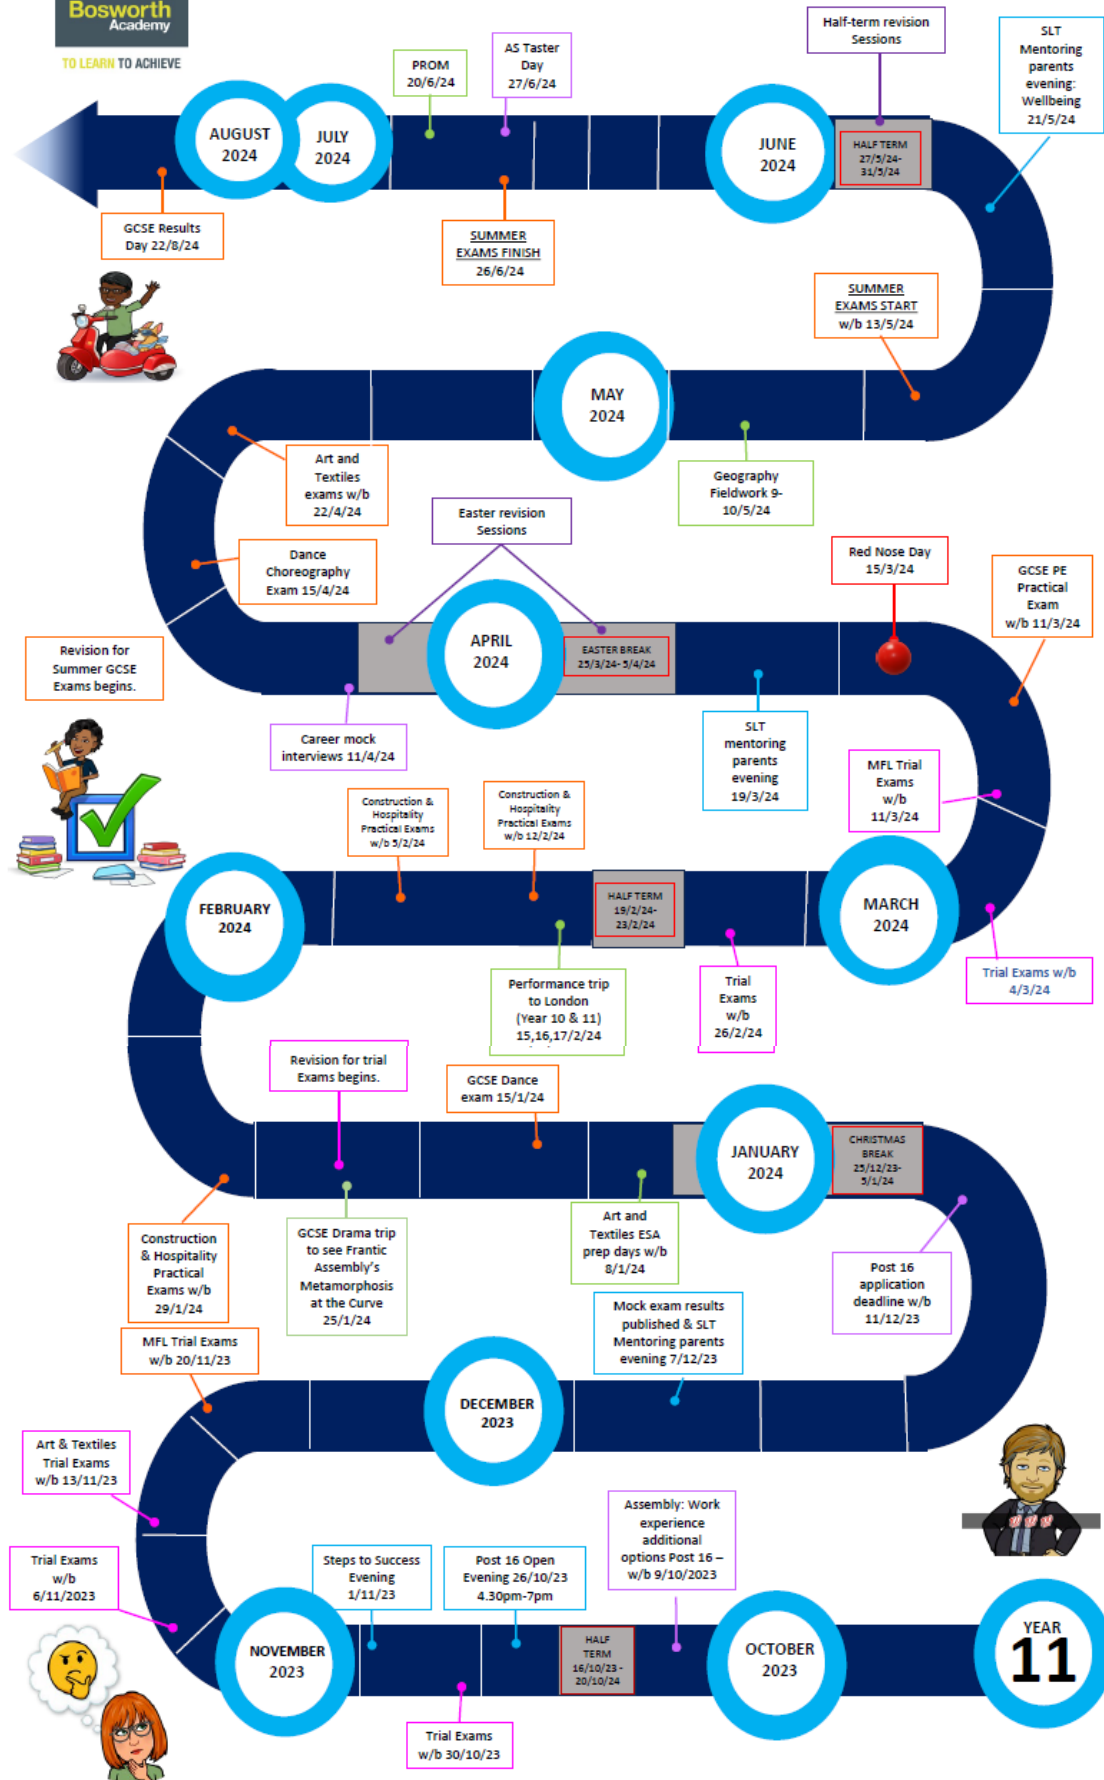 Bosworth
Academy
TO LEARN TO ACHIEVE
PROM
20/6/24
AS Taster
Day
27/6/24
Half-term revision
Sessions
SLT
Mentoring
parents
evening:
Wellbeing
21/5/24
AUGUST
2024
JULY
2024
JUNE
2024
HALF TERM
27/5/24-
31/5/24
GCSE Results
Day 22/8/24
SUMMER
EXAMS FINISH
26/6/24
SUMMER
EXAMS START
w/b 13/5/24
MAY
2024
Art and
Textiles
exams w/b
22/4/24
Geography
Fieldwork 9-
10/5/24
Easter revision
Sessions
Dance
Choreography
Exam 15/4/24
Red Nose Day
15/3/24
GCSE PE
Practical
Exam
w/b 11/3/24
Revision for
Summer GCSE
Exams begins.
APRIL
2024
EASTER BREAK
25/3/24- 5/4/24
Career mock
interviews 11/4/24
SLT
mentoring
parents
evening
19/3/24
MFL Trial
Exams
w/b
11/3/24
Construction &
Hospitality
Practical Exams
w/b 5/2/24
Construction &
Hospitality
Practical Exams
w/b 12/2/24
FEBRUARY
2024
HALF TERM
19/2/24-
23/2/24
MARCH
2024
Performance trip
to London
(Year 10 & 11)
15,16,17/2/24
Trial
Exams
w/b
26/2/24
Trial Exams w/b
4/3/24
Revision for trial
Exams begins.
GCSE Dance
exam 15/1/24
JANUARY
2024
CHRISTMAS
BREAK
25/12/23-
5/1/24
Construction
& Hospitality
Practical
Exams w/b
29/1/24
GCSE Drama trip
to see Frantic
Assembly's
Metamorphosis
at the Curve
25/1/24
Art and
Textiles ESA
prep days w/b
8/1/24
Post 16
application
deadline w/b
11/12/23
MFL Trial Exams
w/b 20/11/23
Mock exam results
published & SLT
Mentoring parents
evening 7/12/23
DECEMBER
2023
Art & Textiles
Trial Exams
w/b 13/11/23
Trial Exams
w/b
6/11/2023
Steps to Success
Evening
1/11/23
Post 16 Open
Evening 26/10/23
4.30pm-7pm
Assembly: Work
experience
additional
options Post 16 –
w/b 9/10/2023
NOVEMBER
2023
HALF
TERM
16/10/23 -
20/10/24
OCTOBER
2023
YEAR
11
Trial Exams
w/b 30/10/23